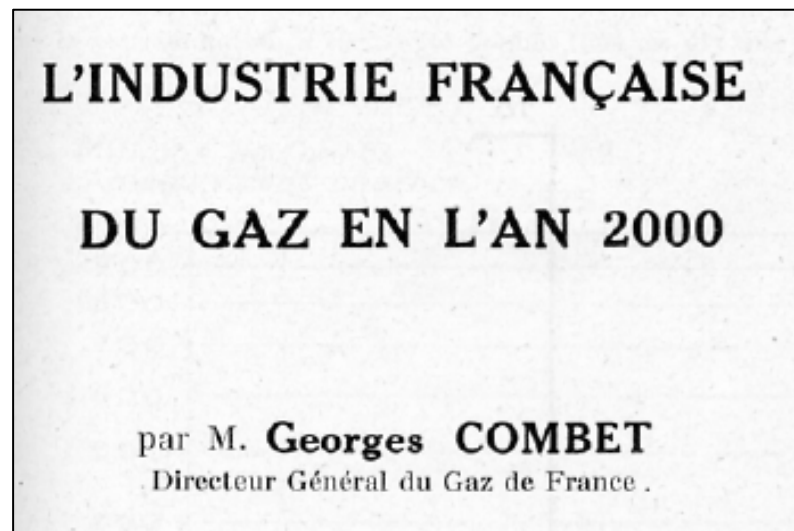 L'INDUSTRIE FRANÇAISE
DU GAZ EN L'AN 2000
par M. Georges COMBET
Directeur Général du Gaz de France .